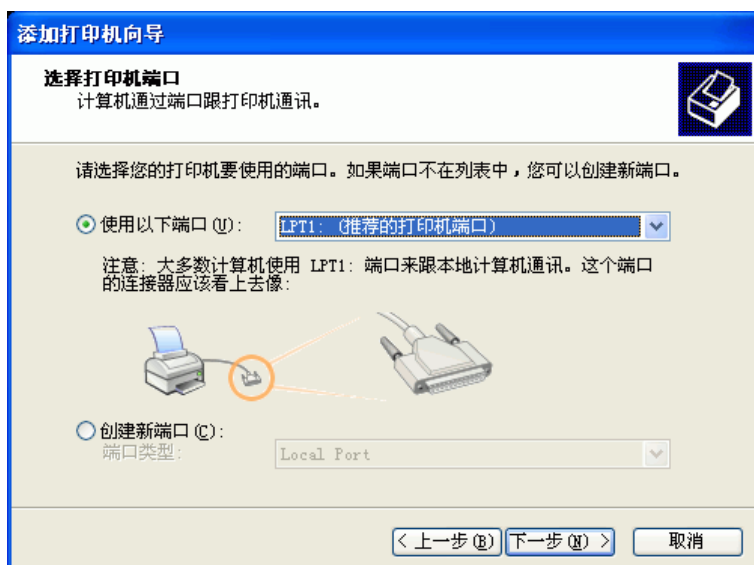 添加打印机向导
选择打印机端口
计算机通过端口跟打印机通讯。
请选择您的打印机要使用的端口。如果端口不在列表中，您可以创建新端口。
使用以下端口(U):
LPT1: (推荐的打印机端口)
注意: 大多数计算机使用 LPT1: 端口来跟本地计算机通讯。这个端口
的连接器应该看上去像:
创建新端口(C):
端口类型:
Local Port
< 上一步(B)
下一步(N) >
取消